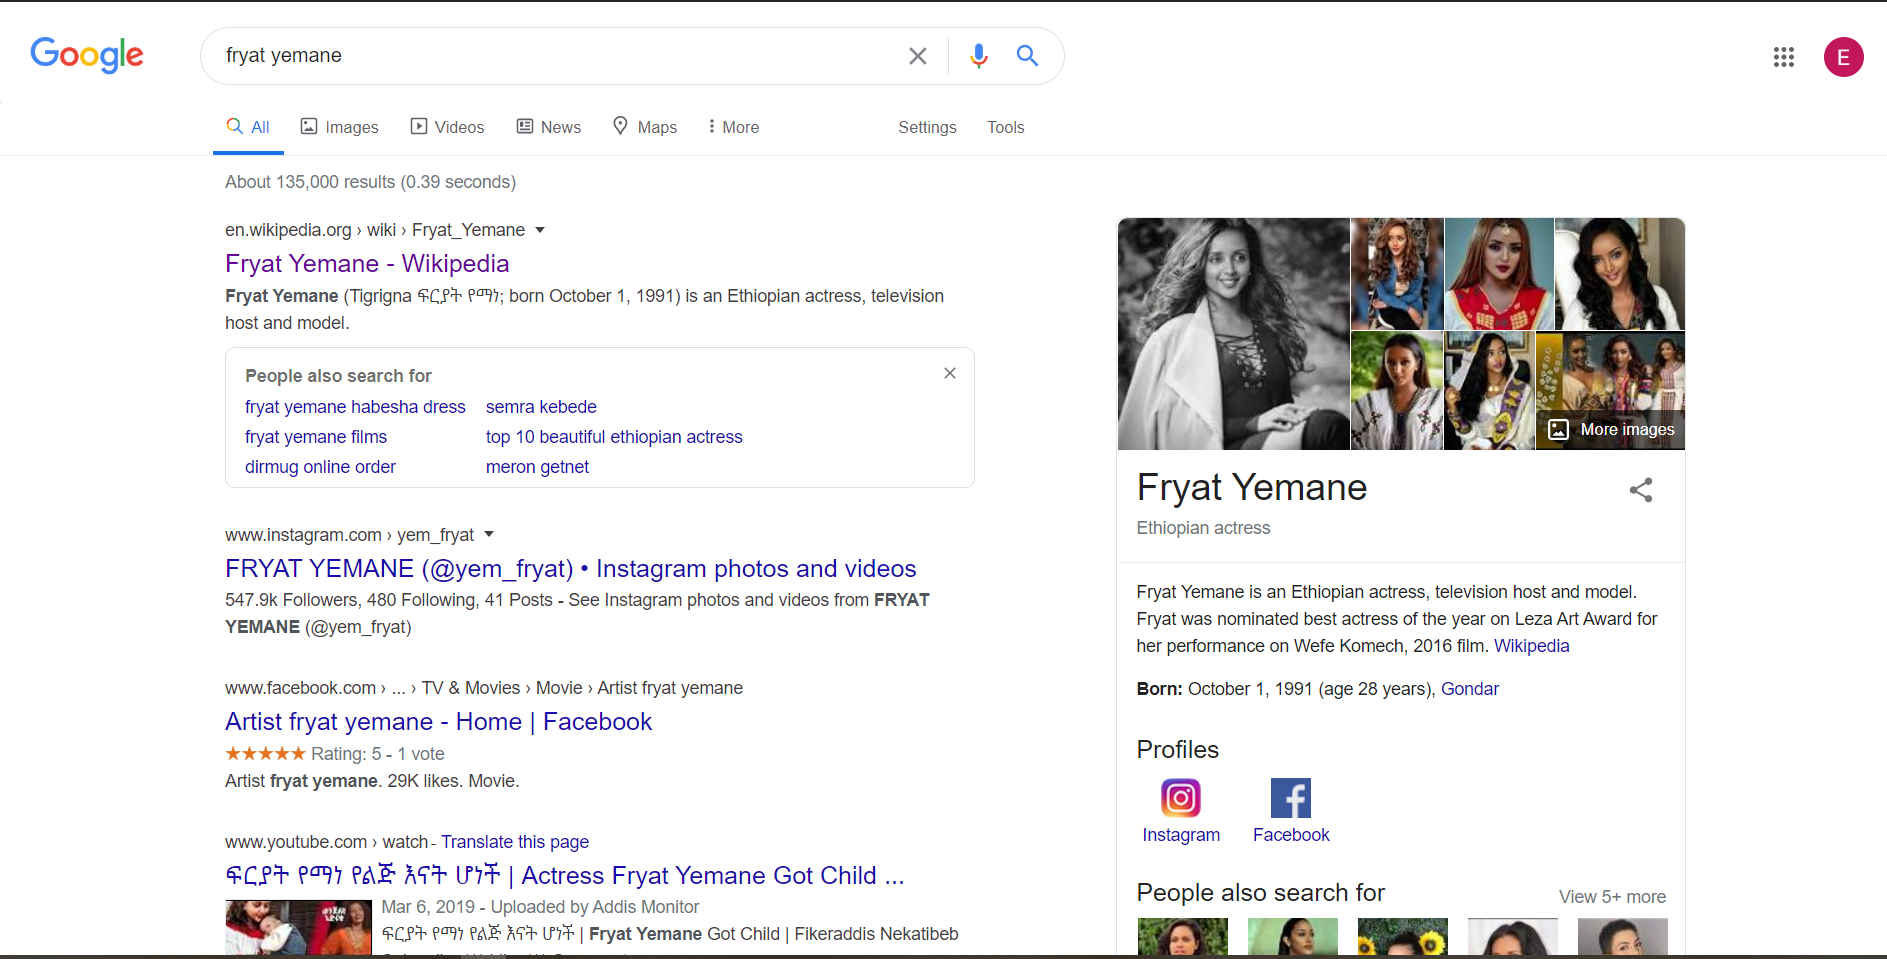 Google
fryat yemane
E
All
Images
Videos
News
Maps
More
Settings
Tools
About 135,000 results (0.39 seconds)
en.wikipedia.org › wiki › Fryat_Yemane
Fryat Yemane - Wikipedia
Fryat Yemane (Tigrigna ፍርያት የማነ; born October 1, 1991) is an Ethiopian actress, television
host and model.
People also search for
fryat yemane habesha dress
semra kebede
fryat yemane films
top 10 beautiful ethiopian actress
dirmug online order
meron getnet
www.instagram.com › yem_fryat
FRYAT YEMANE (@yem_fryat) • Instagram photos and videos
547.9k Followers, 480 Following, 41 Posts - See Instagram photos and videos from FRYAT
YEMANE (@yem_fryat)
www.facebook.com › ... › TV & Movies › Movie › Artist fryat yemane
Artist fryat yemane - Home | Facebook
★★★★★ Rating: 5 - 1 vote
Artist fryat yemane. 29K likes. Movie.
www.youtube.com › watch - Translate this page
ፍርያት የማነ የልጅ እናት ሆነች | Actress Fryat Yemane Got Child ...
Mar 6, 2019 - Uploaded by Addis Monitor
ፍርያት የማነ የልጅ እናት ሆነች | Fryat Yemane Got Child | Fikeraddis Nekatibeb
More images
Fryat Yemane
Ethiopian actress
Fryat Yemane is an Ethiopian actress, television host and model.
Fryat was nominated best actress of the year on Leza Art Award for
her performance on Wefe Komech, 2016 film. Wikipedia
Born: October 1, 1991 (age 28 years), Gondar
Profiles
Instagram
Facebook
People also search for
View 5+ more